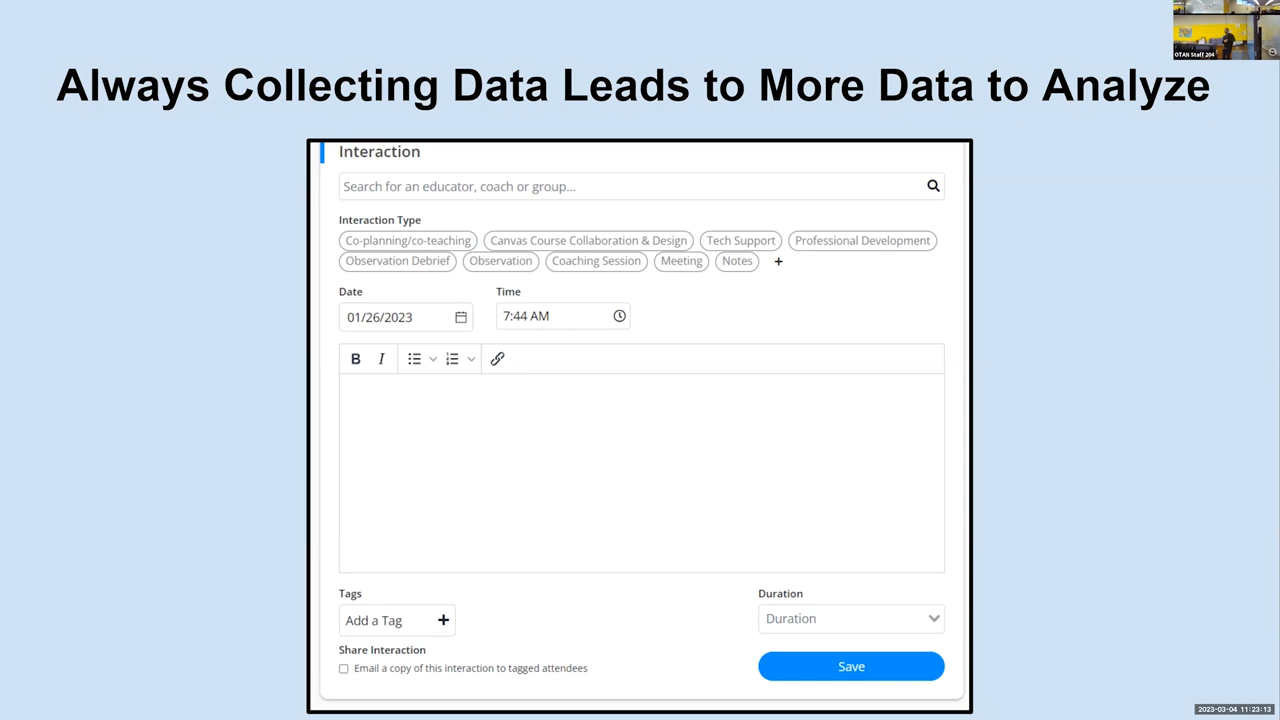 OTAN Staff 204
Always Collecting Data Leads to More Data to Analyze
Interaction
Search for an educator, coach or group...
Interaction Type
Co-planning/co-teaching Canvas Course Collaboration & Design Tech Support Professional Development
Observation Debrief Observation Coaching Session Meeting Notes +
Date Time
01/26/2023 7:44 AM
B I
Tags Duration
Add a Tag + Duration
Share Interaction
Email a copy of this interaction to tagged attendees
Save
2023-03-04 11:23:13